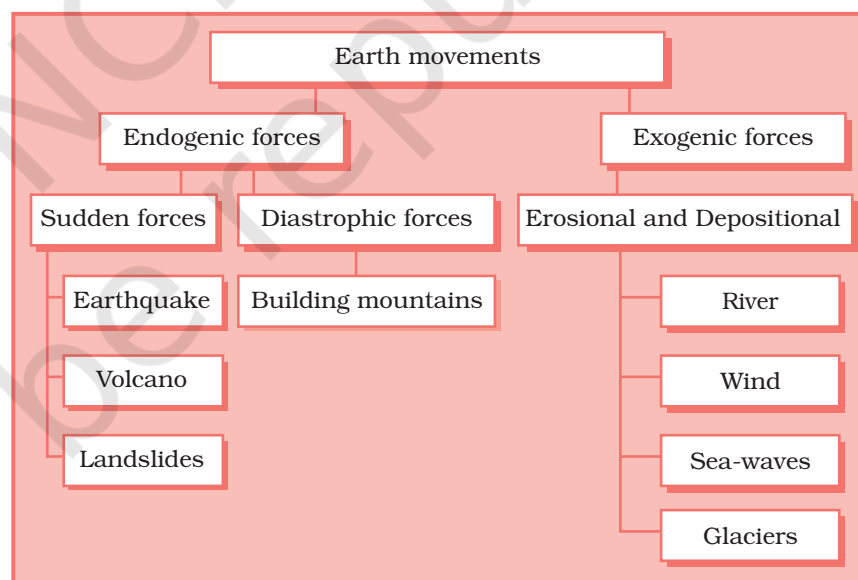 Earth movements
Endogenic forces
Exogenic forces
Sudden forces
Diastrophic forces
Erosional and Depositional
Earthquake
Building mountains
River
Volcano
Wind
Landslides
Sea-waves
Glaciers